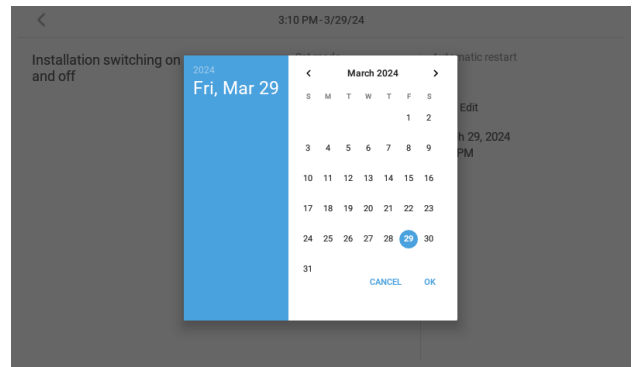 3:10 PM - 3/29/24
Installation switching on
and off
Automatic restart
Edit
h 29, 2024
PM
2024
Fri, Mar 29
March 2024
S M T W T F S
1 2
3 4 5 6 7 8 9
10 11 12 13 14 15 16
17 18 19 20 21 22 23
24 25 26 27 28 29 30
31
CANCEL OK